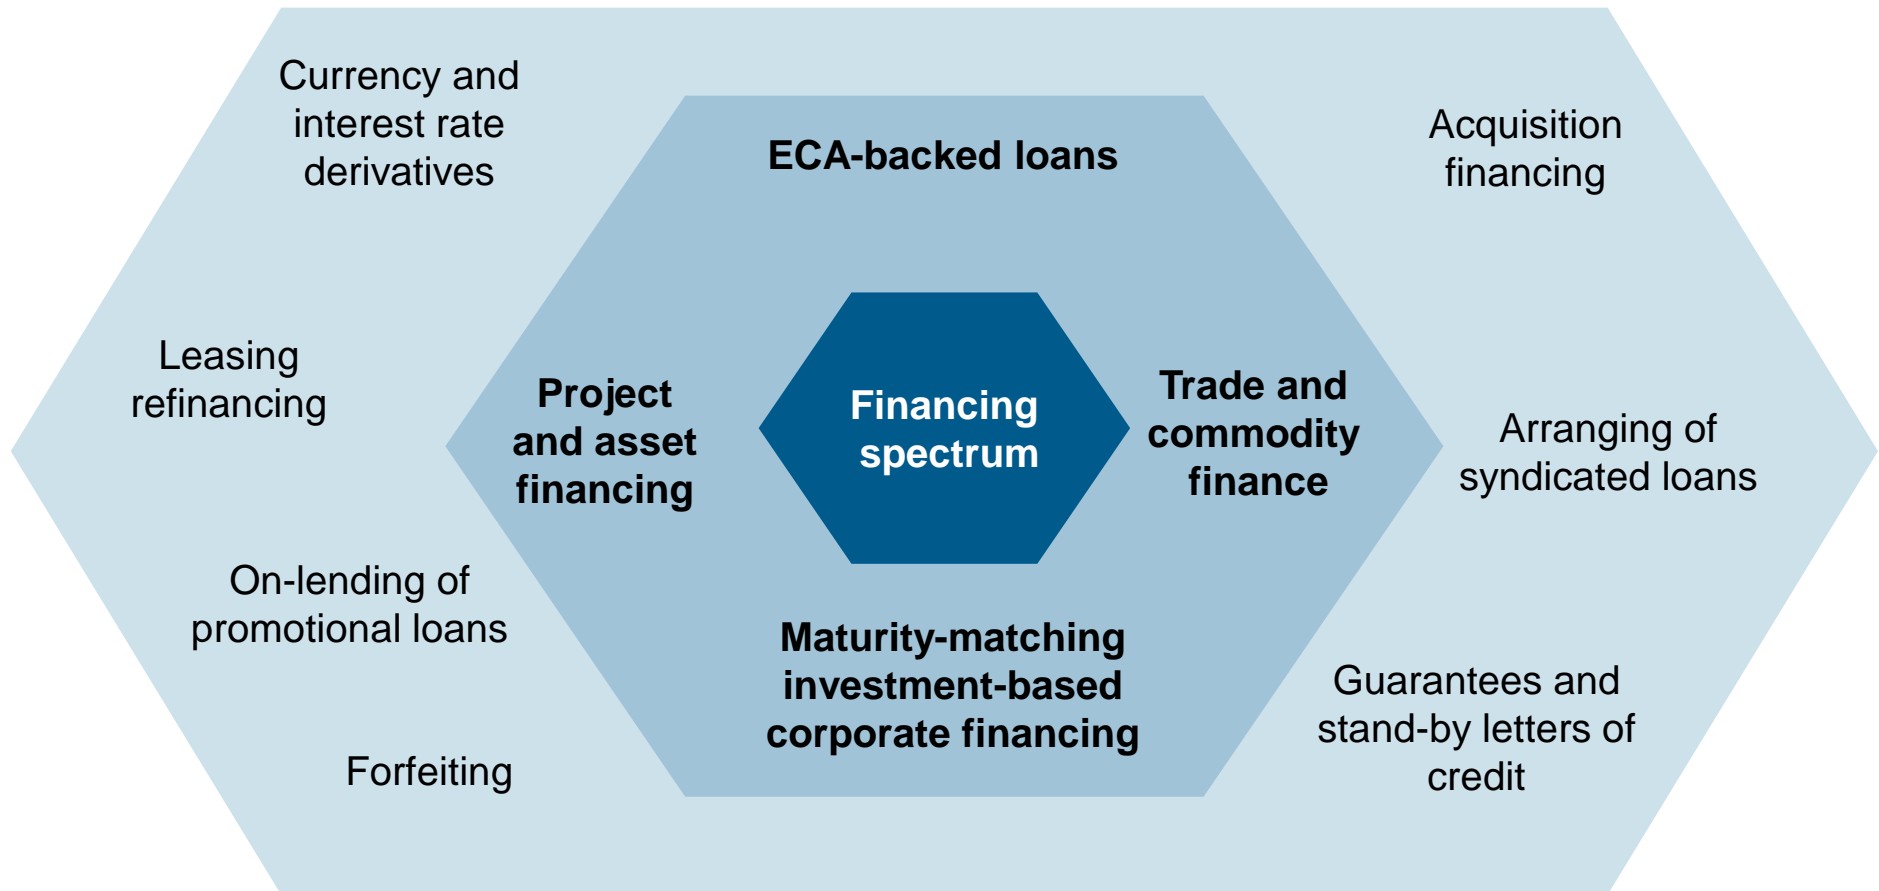 Currency and
interest rate
derivatives
ECA-backed loans
Acquisition
financing
Leasing
refinancing
Project
and asset
financing
Financing
spectrum
Trade and
commodity
finance
Arranging of
syndicated loans
On-lending of
promotional loans
Maturity-matching
investment-based
corporate financing
Guarantees and
stand-by letters of
credit
Forfeiting